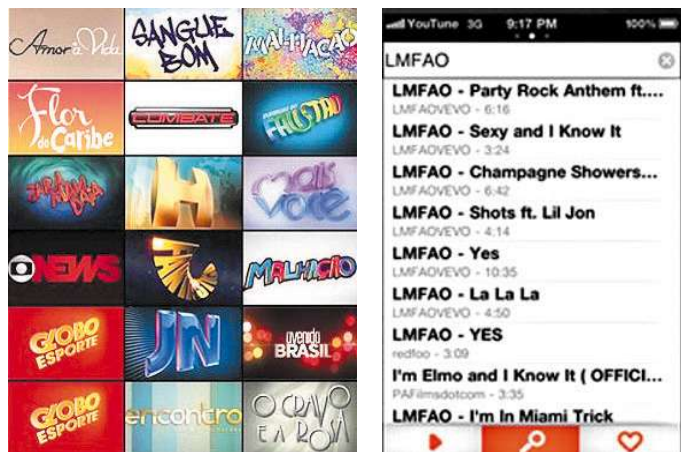 Amor à Vida
SANGUE
BOM
MALHAÇÃO
Flor
do Caribe
COMBATE
DOMINGÃO DO
FAUSTÃO
SARAMANDAIA
H
mais
você
NEWS
MALHAÇÃO
GLOBO
ESPORTE
JN
avenida
BRASIL
GLOBO
ESPORTE
encontro
O CRAVO
E A ROSA
YouTune 3G 9:17 PM 100%
LMFAO
LMFAO - Party Rock Anthem ft....
LMFAOVEVO - 6:16
LMFAO - Sexy and I Know It
LMFAOVEVO - 3:24
LMFAO - Champagne Showers...
LMFAOVEVO - 6:42
LMFAO - Shots ft. Lil Jon
LMFAOVEVO - 4:14
LMFAO - Yes
LMFAOVEVO - 10:35
LMFAO - La La La
LMFAOVEVO - 4:50
LMFAO - YES
redfoo - 3:09
I'm Elmo and I Know It ( OFFICI...
PAFilmsdotcom - 3:35
LMFAO - I'm In Miami Trick